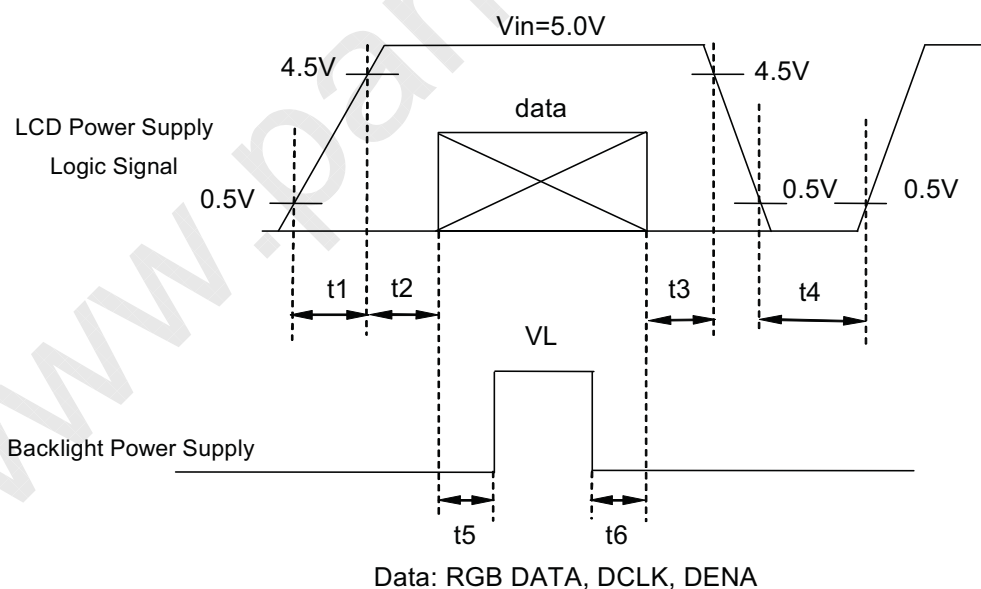 Vin=5.0V
4.5V
4.5V
data
LCD Power Supply
Logic Signal
0.5V
0.5V
0.5V
t1
t2
t3
t4
VL
Backlight Power Supply
t5
t6
Data: RGB DATA, DCLK, DENA